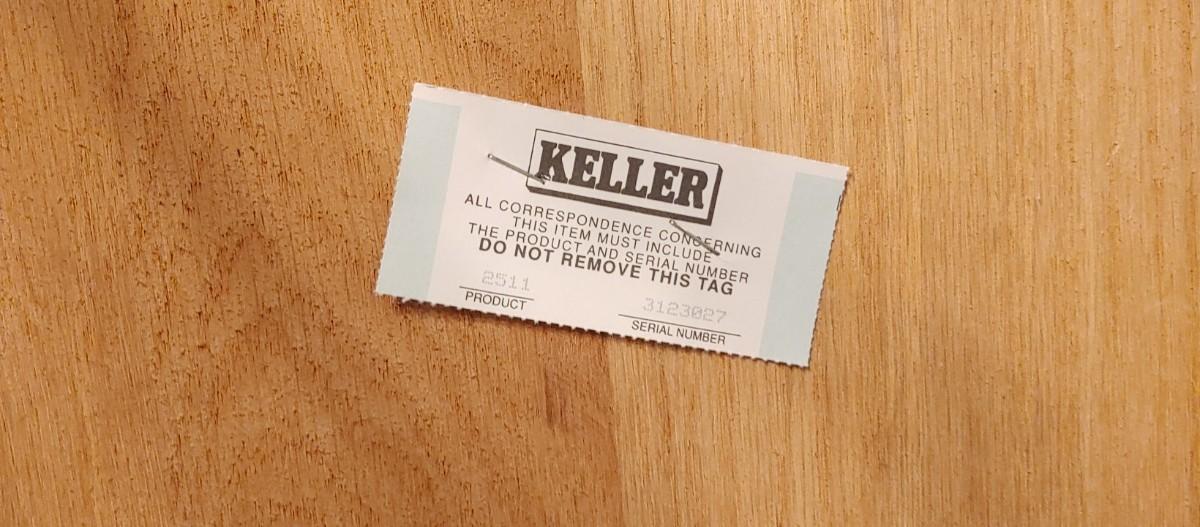 KELLER
ALL CORRESPONDENCE CONCERNING
THIS ITEM MUST INCLUDE
THE PRODUCT AND SERIAL NUMBER
DO NOT REMOVE THIS TAG
2511
PRODUCT
3123027
SERIAL NUMBER